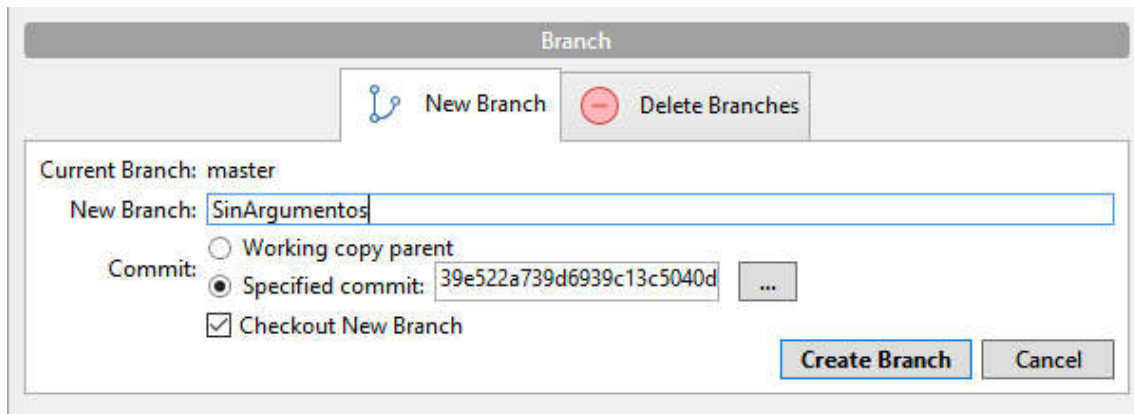 Branch
New Branch
Delete Branches
Current Branch: master
New Branch: SinArgumentos
Commit:
Working copy parent
Specified commit: 39e522a739d6939c13c5040d ...
Checkout New Branch
Create Branch
Cancel